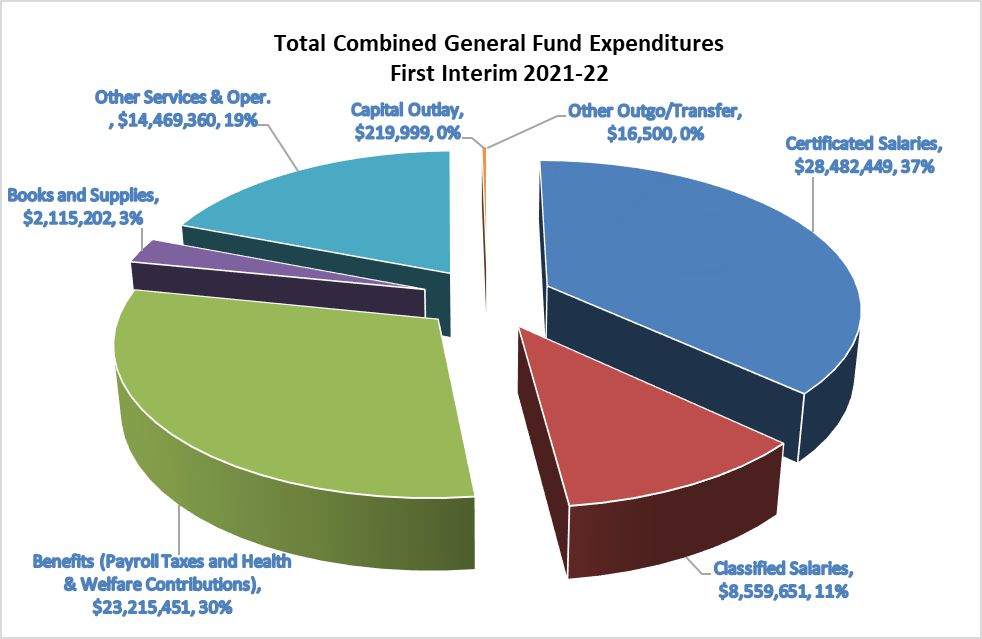 Total Combined General Fund Expenditures
First Interim 2021-22
Other Services & Oper.
, $14,469,360, 19%
Capital Outlay,
$219,999, 0%
Other Outgo/Transfer,
$16,500, 0%
Certificated Salaries,
$28,482,449, 37%
Books and Supplies,
$2,115,202, 3%
Benefits (Payroll Taxes and Health
& Welfare Contributions),
$23,215,451, 30%
Classified Salaries,
$8,559,651, 11%